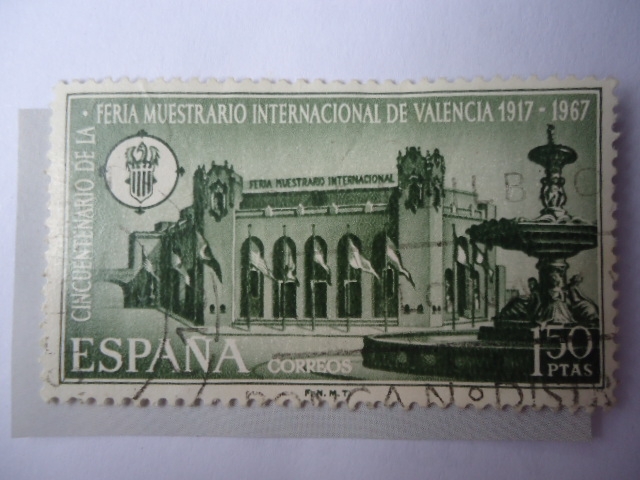 CINCUENTENARIO DE LA
· FERIA MUESTRARIO INTERNACIONAL DE VALENCIA 1917 - 1967
FERIA MUESTRARIO INTERNACIONAL
ESPAÑA
CORREOS
1'50
PTAS
F.N.M.T.